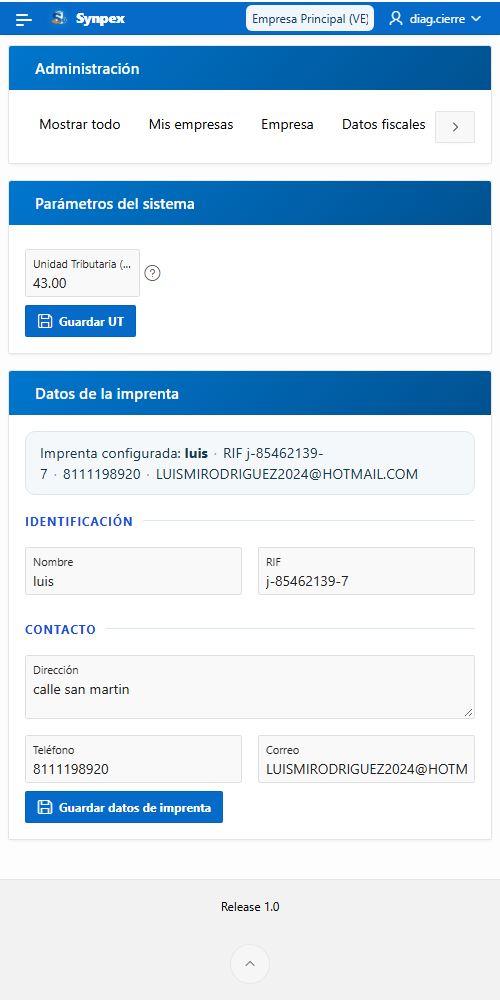 Synpex
Empresa Principal (VE)
diag.cierre
Administración
Mostrar todo
Mis empresas
Empresa
Datos fiscales
Parámetros del sistema
Unidad Tributaria (...
43.00
?
Guardar UT
Datos de la imprenta
Imprenta configurada: luis · RIF j-85462139-
7 · 8111198920 · LUISMIRODRIGUEZ2024@HOTMAIL.COM
IDENTIFICACIÓN
Nombre
luis
RIF
j-85462139-7
CONTACTO
Dirección
calle san martin
Teléfono
8111198920
Correo
LUISMIRODRIGUEZ2024@HOTM
Guardar datos de imprenta
Release 1.0